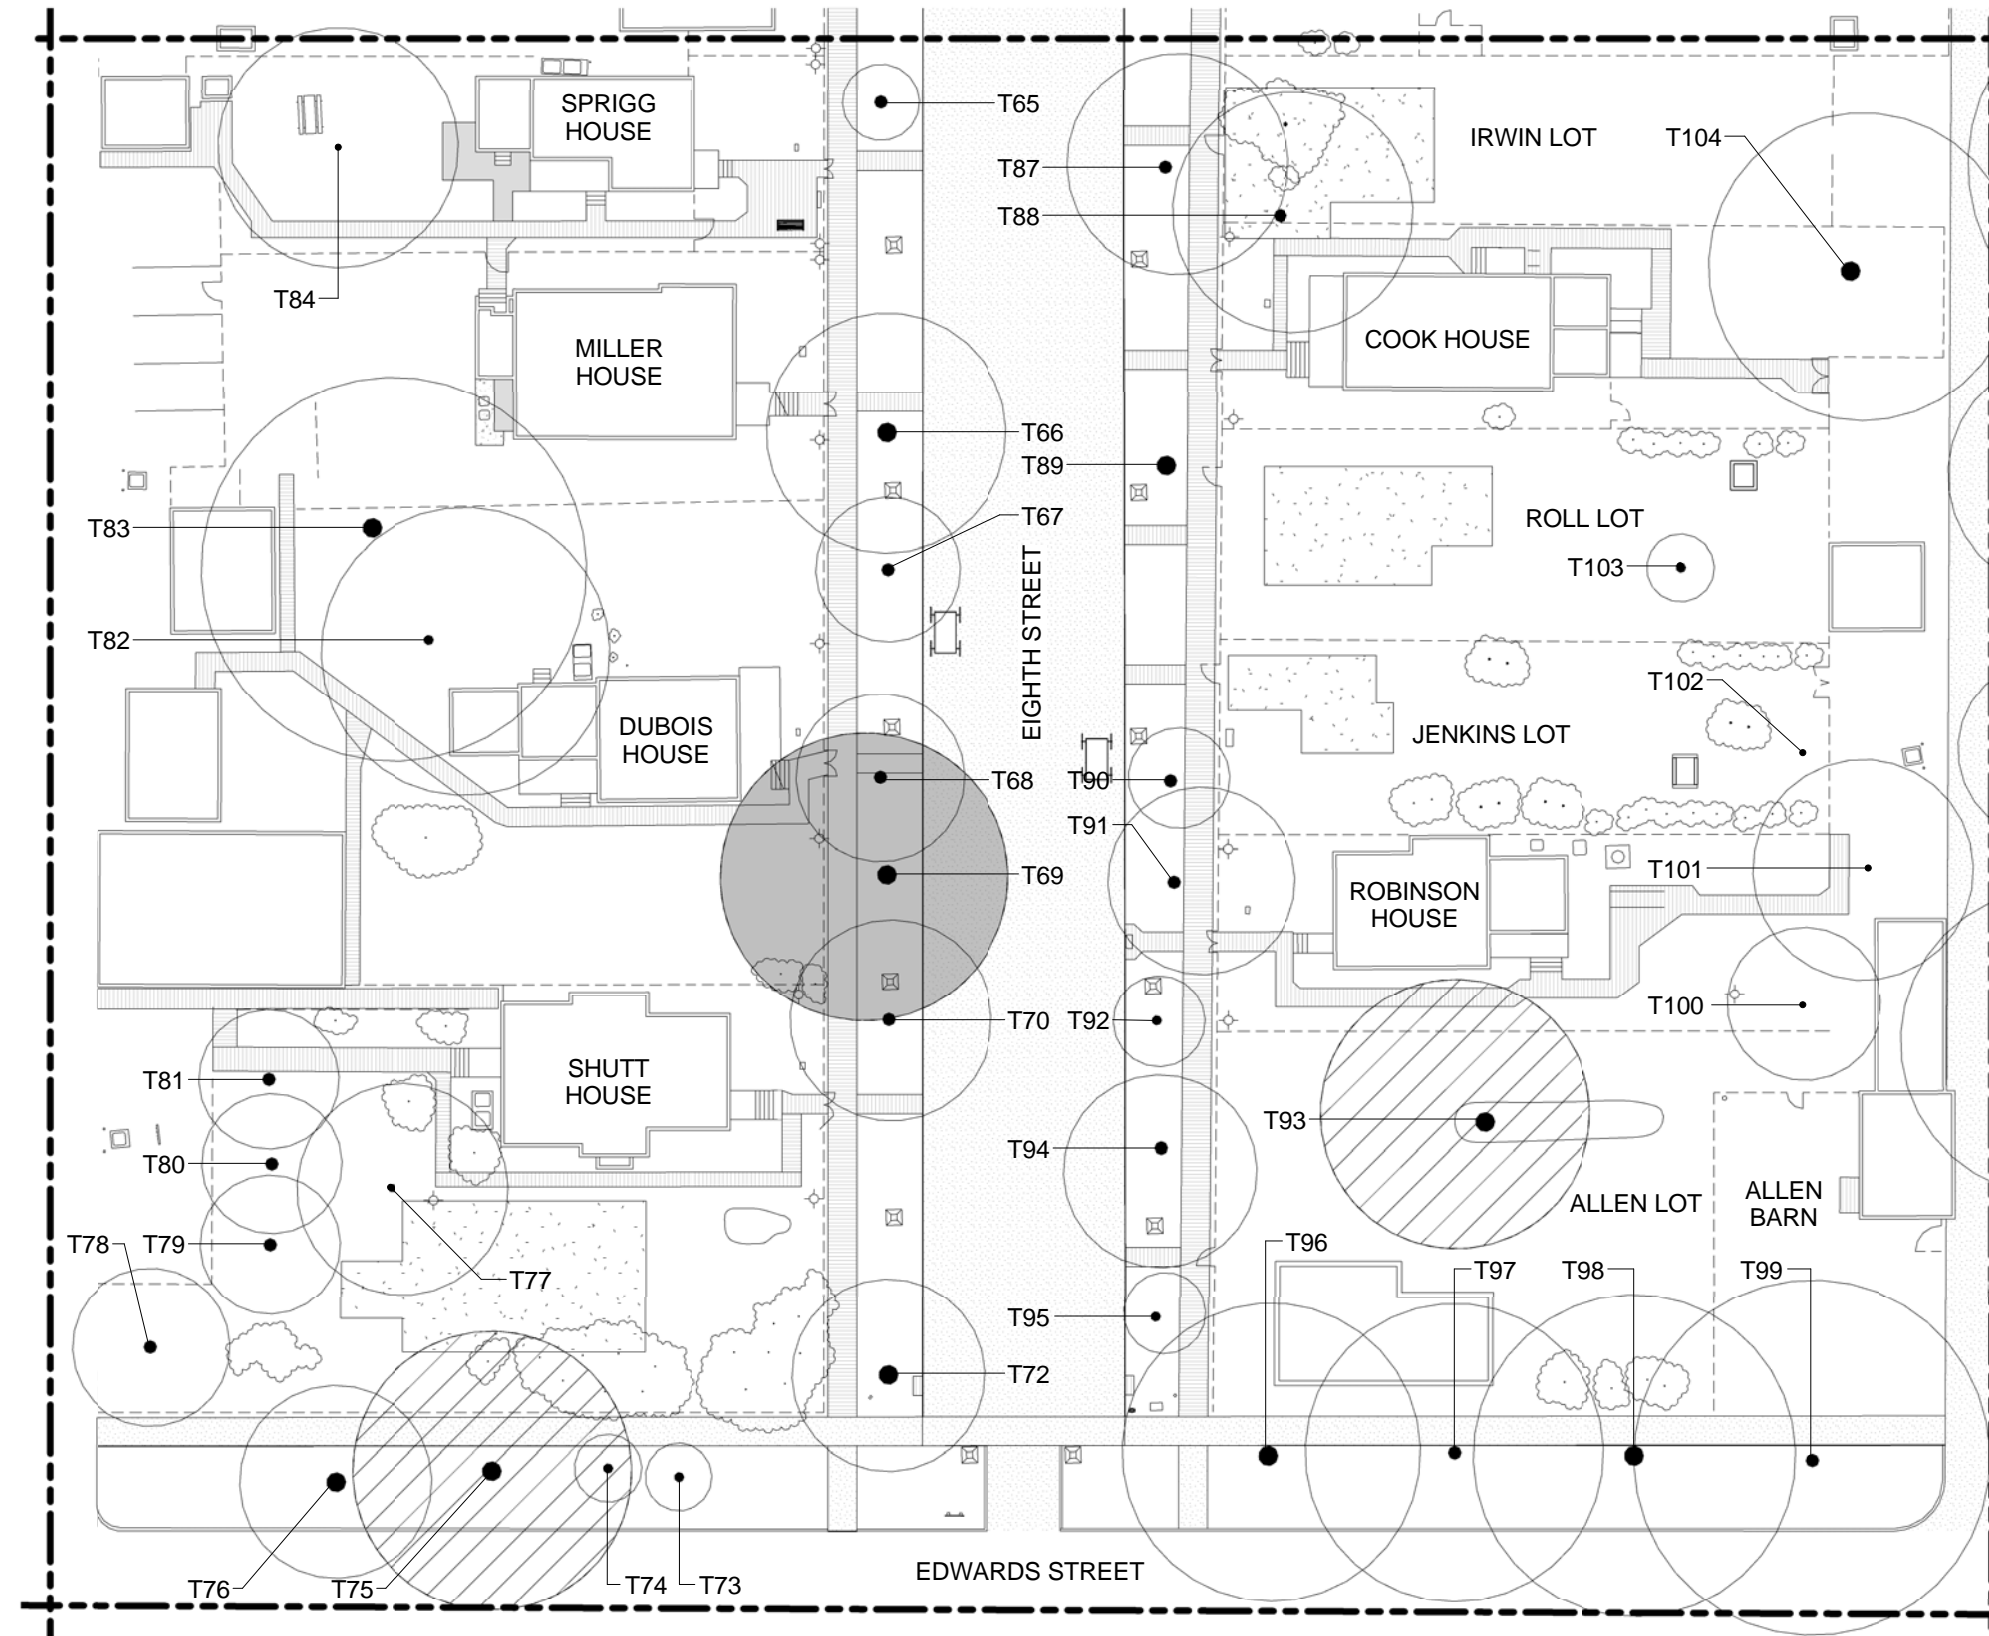 SPRIGG
HOUSE
T65
IRWIN LOT
T104
T87
T88
T84
MILLER
HOUSE
COOK HOUSE
T66
T89
T83
T67
ROLL LOT
T103
EIGHTH STREET
T82
T102
DUBOIS
HOUSE
JENKINS LOT
T68
T90
T91
T69
ROBINSON
HOUSE
T101
T70
T92
T100
SHUTT
HOUSE
T81
T93
T94
T80
ALLEN LOT
ALLEN
BARN
T78
T79
T96
T77
T97
T98
T99
T95
T72
EDWARDS STREET
T76
T75
T74
T73